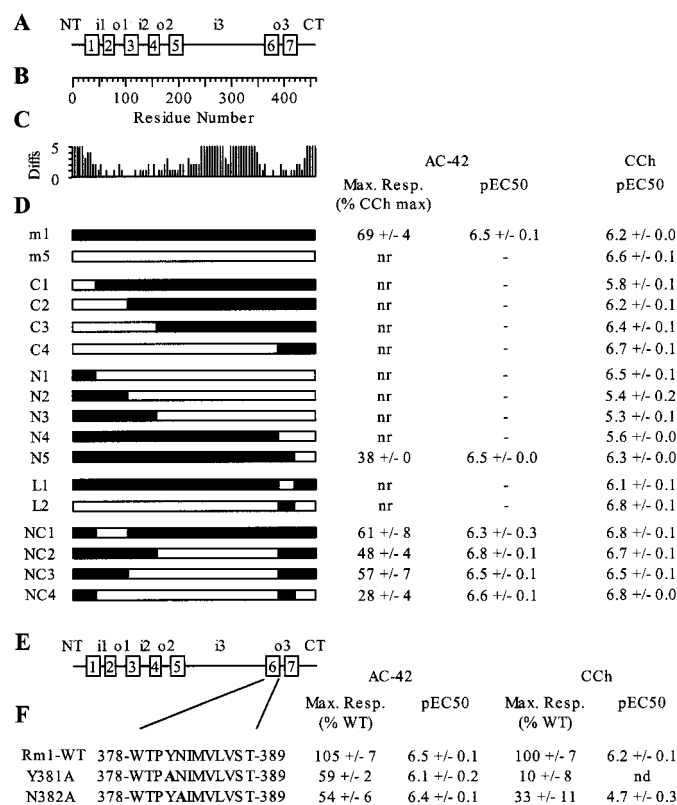 A NT i1 o1 i2 o2 i3 o3 CT
1 2 3 4 5 6 7
B
0 100 200 300 400
Residue Number
C
Diffs 5 0
AC-42 CCh
Max. Resp. pEC50 pEC50
(% CCh max)
D
m1 69 +/- 4 6.5 +/- 0.1 6.2 +/- 0.0
m5 nr - 6.6 +/- 0.1
C1 nr - 5.8 +/- 0.1
C2 nr - 6.2 +/- 0.1
C3 nr - 6.4 +/- 0.1
C4 nr - 6.7 +/- 0.1
N1 nr - 6.5 +/- 0.1
N2 nr - 5.4 +/- 0.2
N3 nr - 5.3 +/- 0.1
N4 nr - 5.6 +/- 0.0
N5 38 +/- 0 6.5 +/- 0.0 6.3 +/- 0.0
L1 nr - 6.1 +/- 0.1
L2 nr - 6.8 +/- 0.1
NC1 61 +/- 8 6.3 +/- 0.3 6.8 +/- 0.1
NC2 48 +/- 4 6.8 +/- 0.1 6.7 +/- 0.1
NC3 57 +/- 7 6.5 +/- 0.1 6.5 +/- 0.1
NC4 28 +/- 4 6.6 +/- 0.1 6.8 +/- 0.0
E NT i1 o1 i2 o2 i3 o3 CT
1 2 3 4 5 6 7
AC-42 CCh
F Max. Resp. pEC50 Max. Resp. pEC50
(% WT) (% WT)
Rm1-WT 378-WTPYNIMVLVST-389 105 +/- 7 6.5 +/- 0.1 100 +/- 7 6.2 +/- 0.1
Y381A 378-WTPANIMVLVST-389 59 +/- 2 6.1 +/- 0.2 10 +/- 8 nd
N382A 378-WTPYAIMVLVST-389 54 +/- 6 6.4 +/- 0.1 33 +/- 11 4.7 +/- 0.3